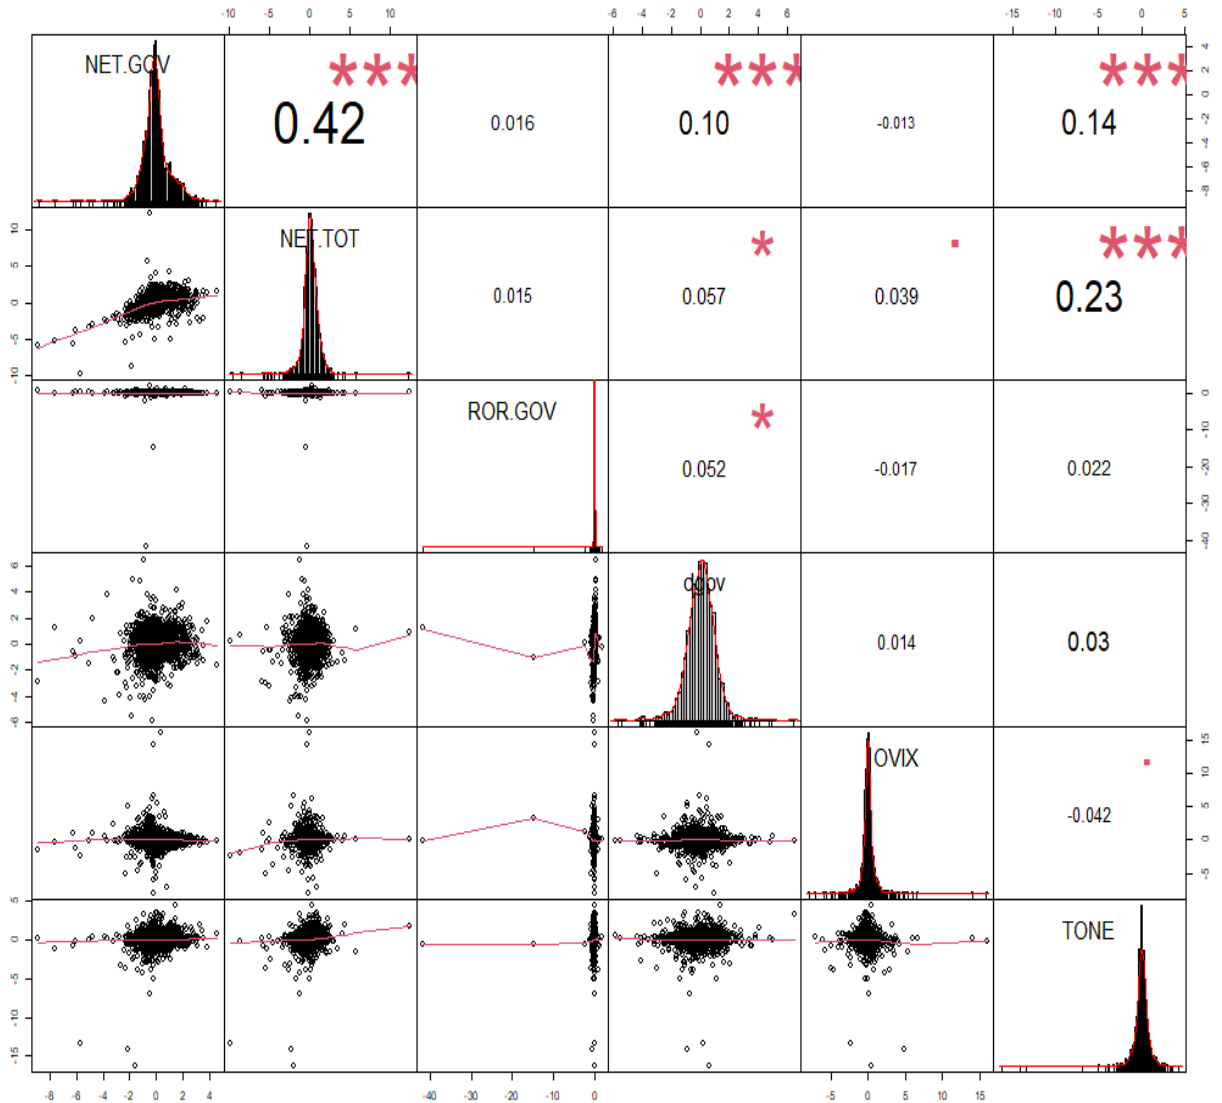 -10 -5 0 5 10 -6 -4 -2 0 2 4 6 -15 -10 -5 0 5
NET.GOV *** *** ***
0.42 0.016 0.10 -0.013 0.14
-8 -6 -4 -2 0 2 4
NET.TOT * . ***
0.015 0.057 0.039 0.23
-10 -5 0 5 10
ROR.GOV *
0.052 -0.017 0.022
-40 -30 -20 -10 0
dgov
0.014 0.03
-6 -4 -2 0 2 4 6
OVIX .
-0.042
-5 0 5 10 15
TONE
-15 -10 -5 0 5
-8 -6 -4 -2 0 2 4 -40 -30 -20 -10 0 -5 0 5 10 15